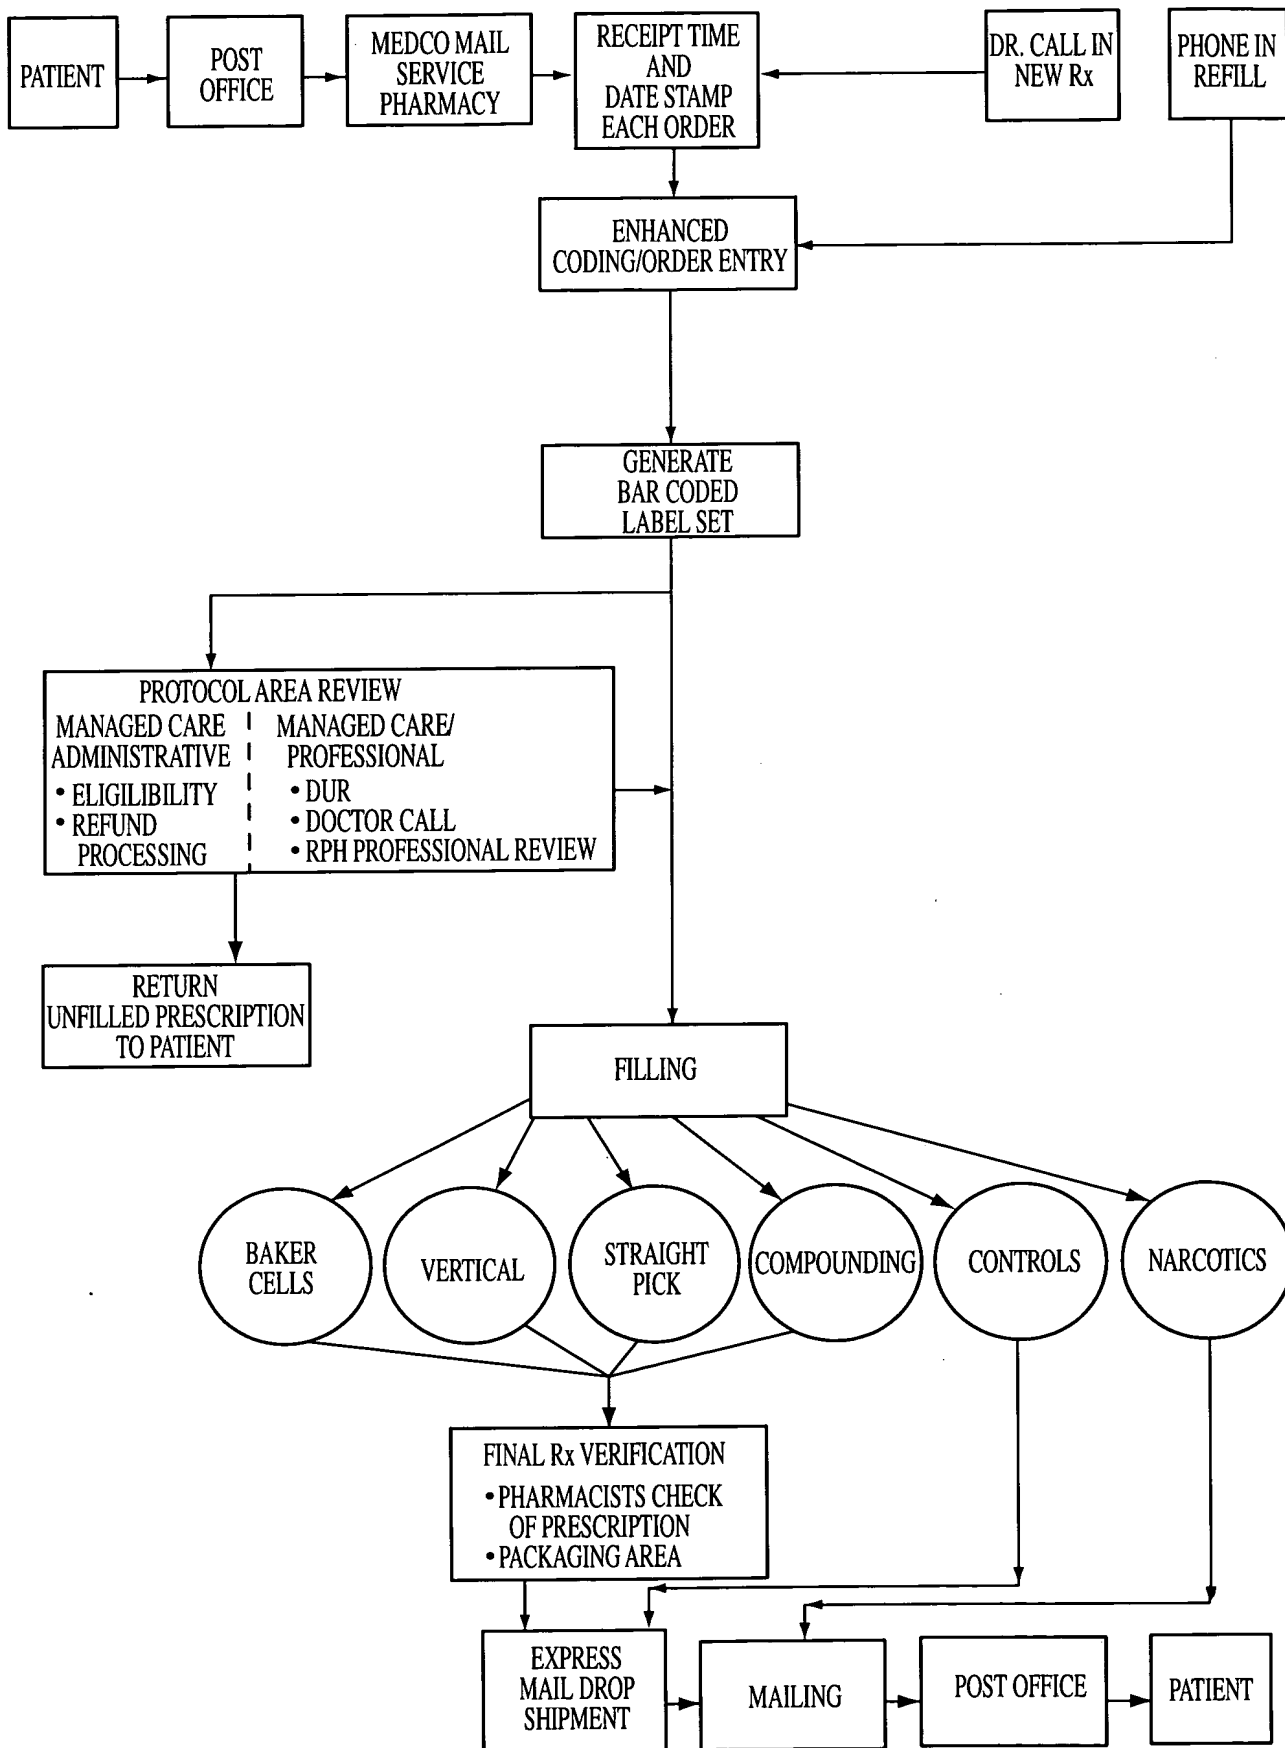 PATIENT
POST
OFFICE
MEDCO MAIL
SERVICE
PHARMACY
RECEIPT TIME
AND
DATE STAMP
EACH ORDER
DR. CALL IN
NEW Rx
PHONE IN
REFILL
ENHANCED
CODING/ORDER ENTRY
GENERATE
BAR CODED
LABEL SET
PROTOCOL AREA REVIEW
MANAGED CARE
ADMINISTRATIVE
• ELIGILIBILITY
• REFUND
PROCESSING
MANAGED CARE/
PROFESSIONAL
• DUR
• DOCTOR CALL
• RPH PROFESSIONAL REVIEW
RETURN
UNFILLED PRESCRIPTION
TO PATIENT
FILLING
BAKER
CELLS
VERTICAL
STRAIGHT
PICK
COMPOUNDING
CONTROLS
NARCOTICS
FINAL Rx VERIFICATION
• PHARMACISTS CHECK
OF PRESCRIPTION
• PACKAGING AREA
EXPRESS
MAIL DROP
SHIPMENT
MAILING
POST OFFICE
PATIENT